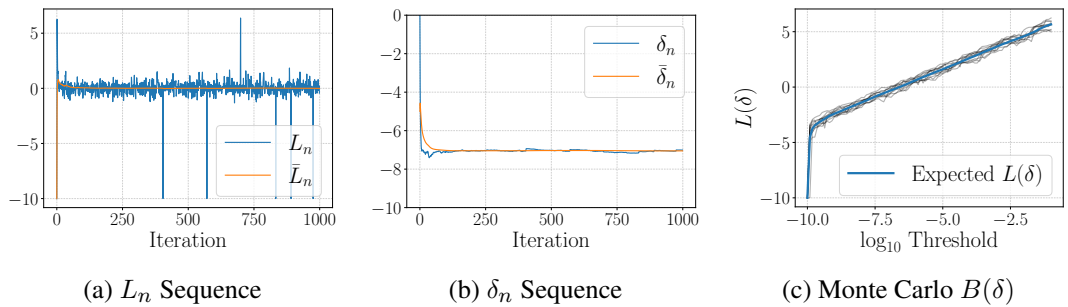 5
0
−5
−10
0
250
500
750
1000
Iteration
L_n
L̄_n
(a) L_n Sequence
0
−2
−4
−6
−8
−10
0
250
500
750
1000
Iteration
δ_n
δ̄_n
(b) δ_n Sequence
L(δ)
5
0
−5
−10
−10.0
−7.5
−5.0
−2.5
log₁₀ Threshold
Expected L(δ)
(c) Monte Carlo B(δ)